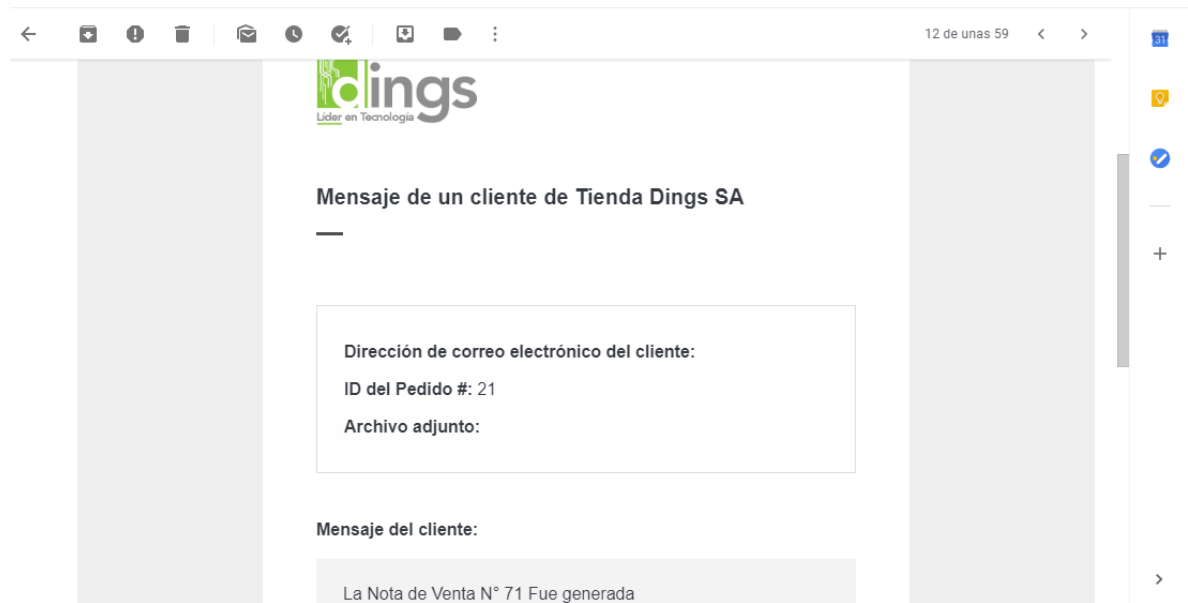 12 de unas 59
31
dings
Líder en Tecnología
Mensaje de un cliente de Tienda Dings SA
Dirección de correo electrónico del cliente:
ID del Pedido #: 21
Archivo adjunto:
Mensaje del cliente:
La Nota de Venta N° 71 Fue generada